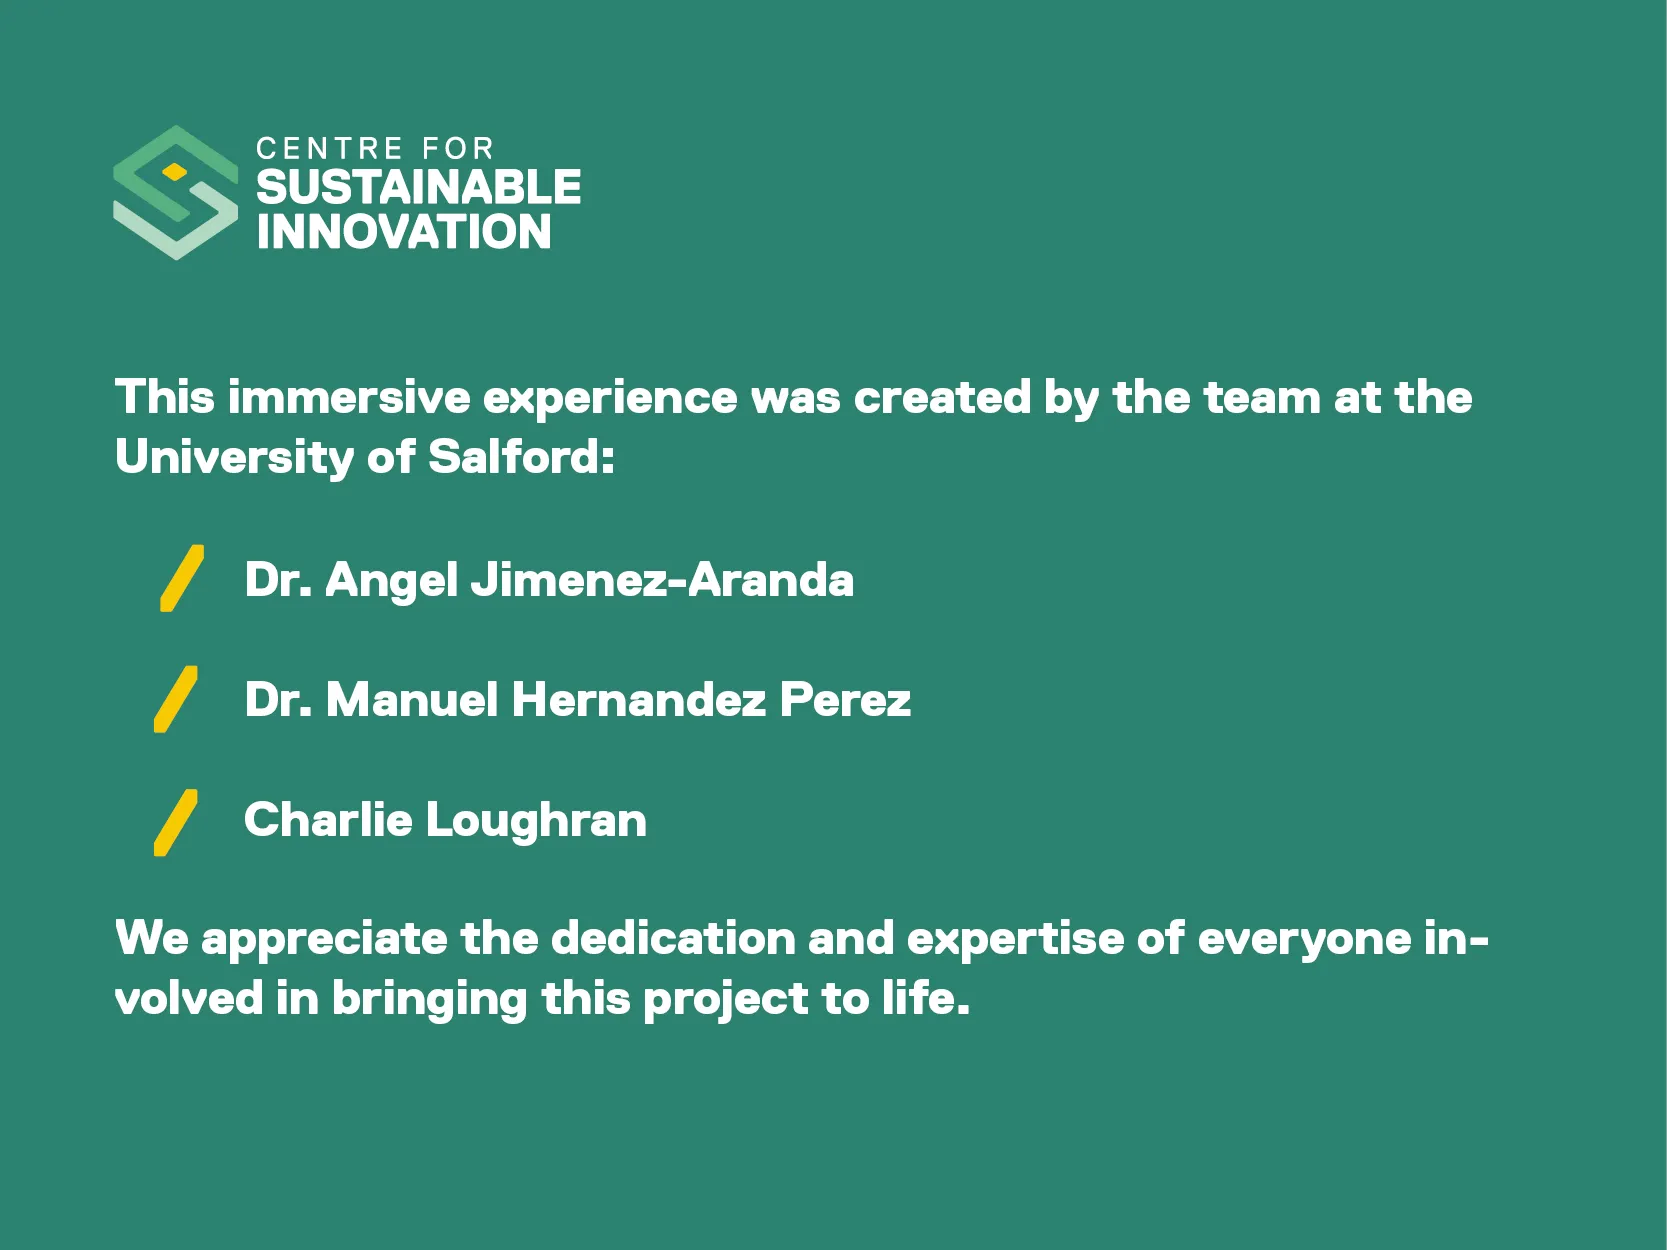 CENTRE FOR
SUSTAINABLE
INNOVATION
This immersive experience was created by the team at the
University of Salford:
Dr. Angel Jimenez-Aranda
Dr. Manuel Hernandez Perez
Charlie Loughran
We appreciate the dedication and expertise of everyone in-
volved in bringing this project to life.